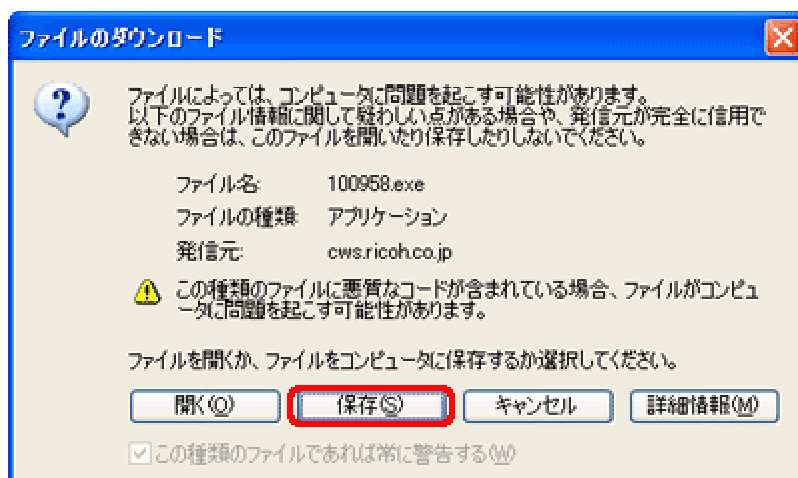 ファイルのダウンロード
ファイルによっては、コンピュータに問題を起こす可能性があります。
以下のファイル情報に関して疑わしい点がある場合や、発信元が完全に信用で
きない場合は、このファイルを開いたり保存したりしないでください。
ファイル名: 100958.exe
ファイルの種類: アプリケーション
発信元: cws.ricoh.co.jp
この種類のファイルに悪質なコードが含まれている場合、ファイルがコンピュ
ータに問題を起こす可能性があります。
ファイルを開くか、ファイルをコンピュータに保存するか選択してください。
開く(O) 保存(S) キャンセル 詳細情報(M)
この種類のファイルであれば常に警告する(W)